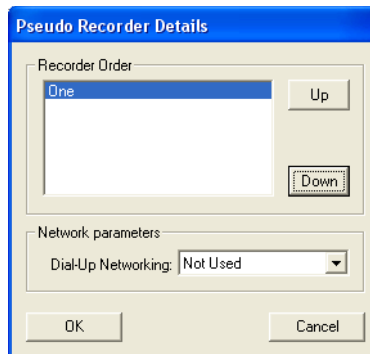 Pseudo Recorder Details
Recorder Order
One
Up
Down
Network parameters
Dial-Up Networking: Not Used
OK Cancel